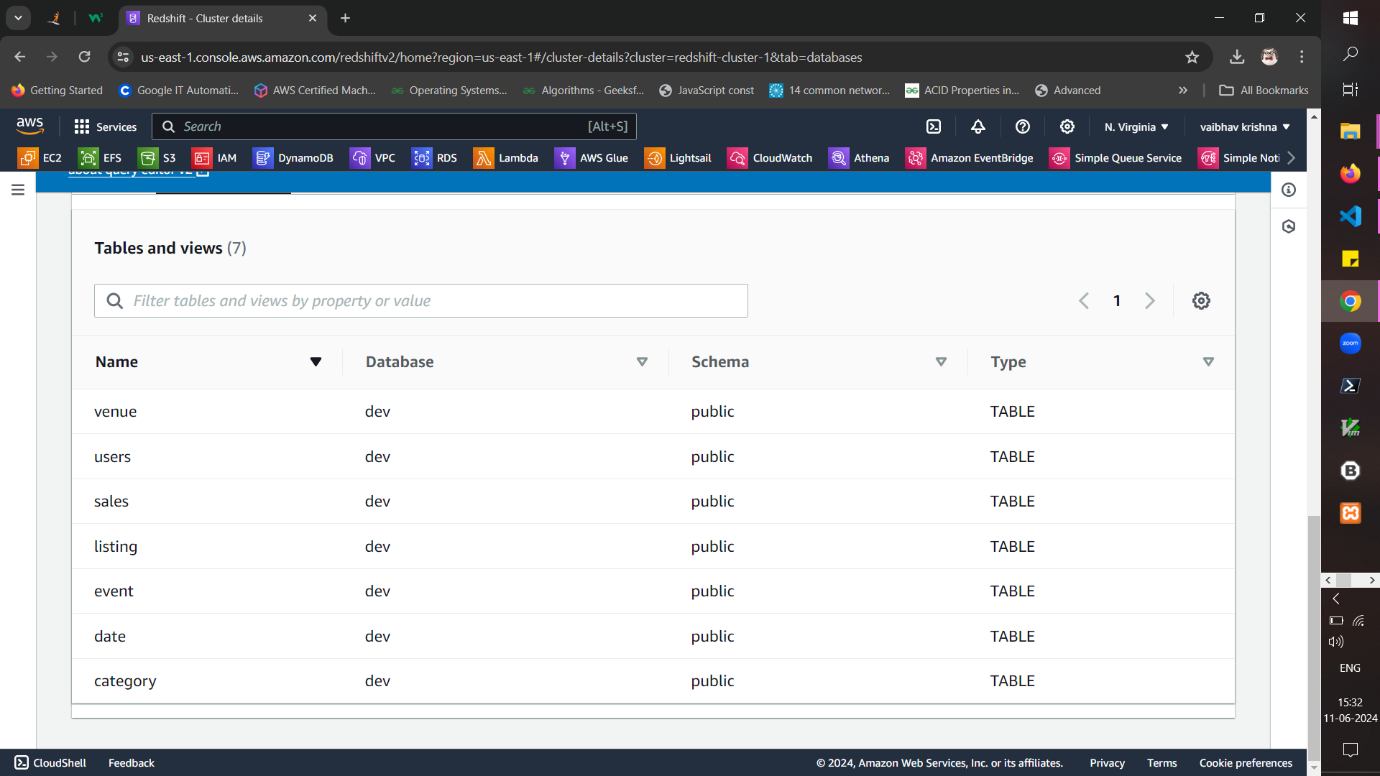 Redshift - Cluster details
us-east-1.console.aws.amazon.com/redshiftv2/home?region=us-east-1#/cluster-details?cluster=redshift-cluster-1&tab=databases
Getting Started Google IT Automati... AWS Certified Mach... Operating Systems... Algorithms - Geeksf... JavaScript const 14 common networ... ACID Properties in... Advanced » All Bookmarks
aws Services Search [Alt+S] N. Virginia vaibhav krishna
EC2 EFS S3 IAM DynamoDB VPC RDS Lambda AWS Glue Lightsail CloudWatch Athena Amazon EventBridge Simple Queue Service Simple Noti
about query editor v2
Tables and views (7)
Filter tables and views by property or value 1
Name Database Schema Type
venue dev public TABLE
users dev public TABLE
sales dev public TABLE
listing dev public TABLE
event dev public TABLE
date dev public TABLE
category dev public TABLE
CloudShell Feedback © 2024, Amazon Web Services, Inc. or its affiliates. Privacy Terms Cookie preferences
zoom
ENG
15:32
11-06-2024